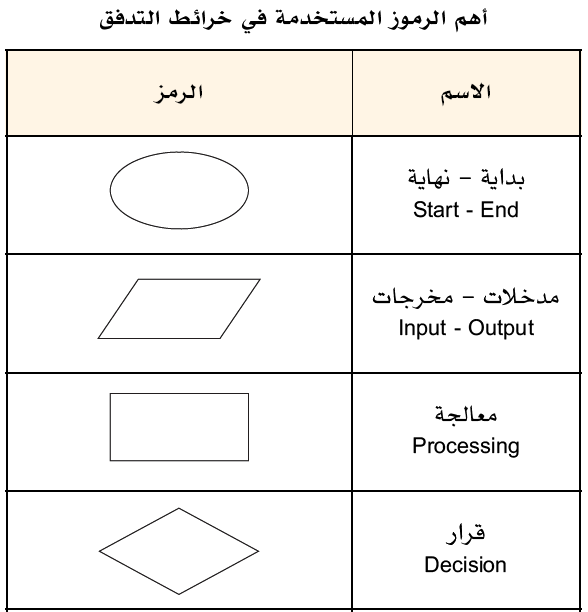 أهم الرموز المستخدمة في خرائط التدفق
الاسم
الرمز
بداية – نهاية
Start - End
مدخلات – مخرجات
Input - Output
معالجة
Processing
قرار
Decision